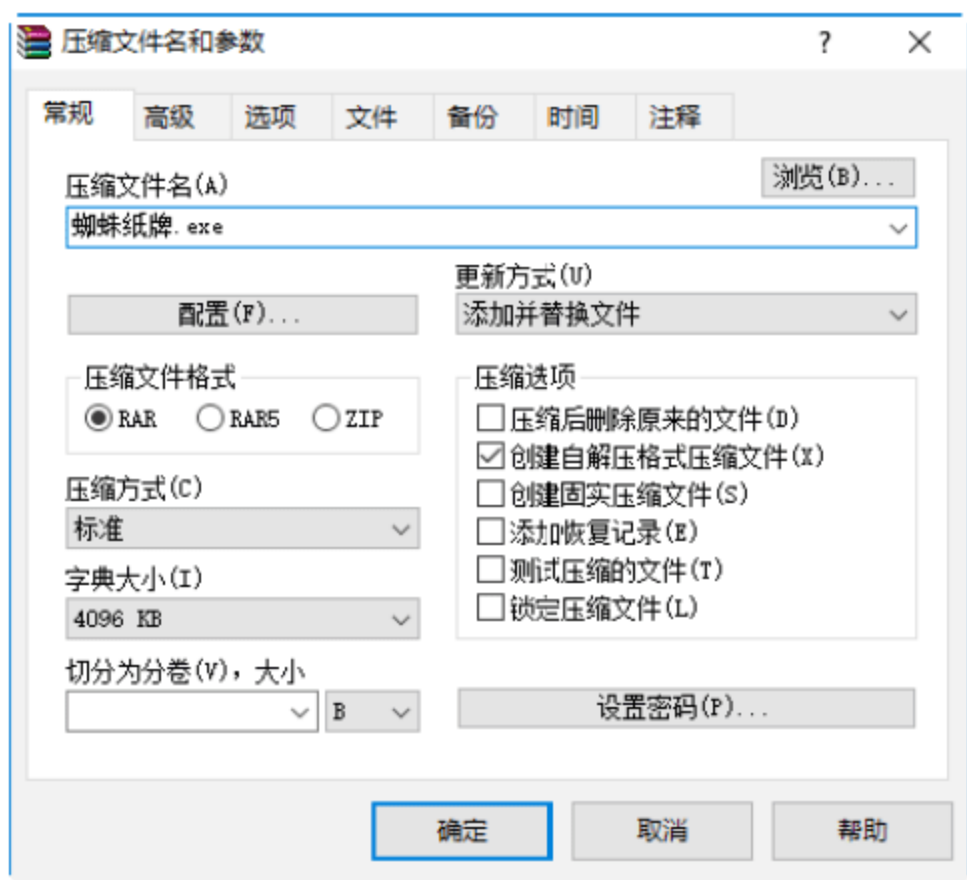 压缩文件名和参数
常规 高级 选项 文件 备份 时间 注释
压缩文件名(A)
浏览(B)...
蜘蛛纸牌.exe
更新方式(U)
配置(F)...
添加并替换文件
压缩文件格式
RAR RAR5 ZIP
压缩选项
压缩后删除原来的文件(D)
创建自解压格式压缩文件(X)
创建固实压缩文件(S)
添加恢复记录(E)
测试压缩的文件(T)
锁定压缩文件(L)
压缩方式(C)
标准
字典大小(I)
4096 KB
切分为分卷(V),大小
B
设置密码(P)...
确定 取消 帮助